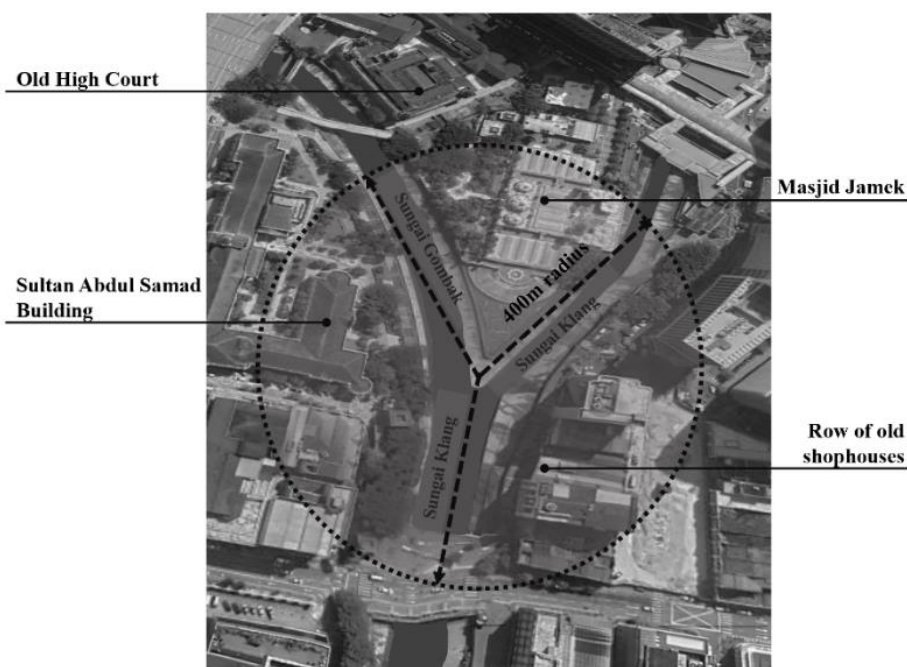 Old High Court
Masjid Jamek
Sungai Gombak
400m radius
Sultan Abdul Samad
Building
Sungai Klang
Sungai Klang
Row of old
shophouses